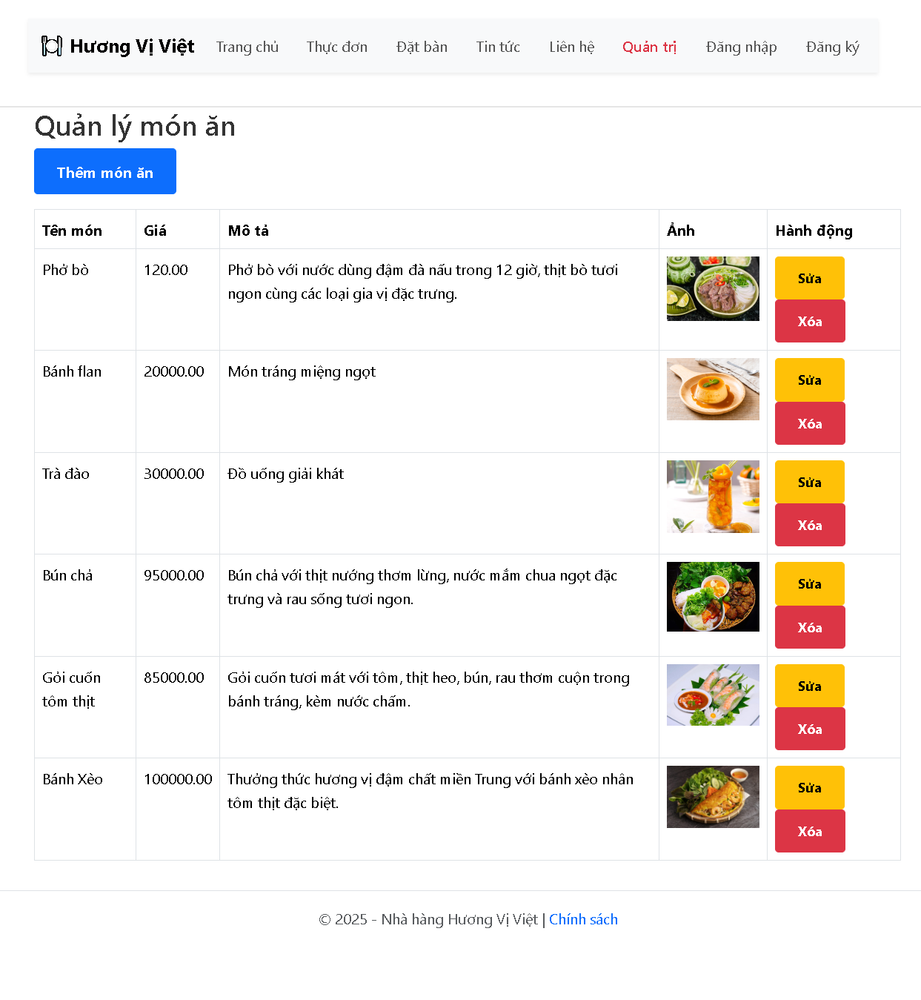 Hương Vị Việt Trang chủ Thực đơn Đặt bàn Tin tức Liên hệ Quản trị Đăng nhập Đăng ký
Quản lý món ăn
Thêm món ăn
Tên món Giá Mô tả Ảnh Hành động
Phở bò 120.00 Phở bò với nước dùng đậm đà nấu trong 12 giờ, thịt bò tươi Sửa
ngon cùng các loại gia vị đặc trưng.
Xóa
Bánh flan 20000.00 Món tráng miệng ngọt Sửa
Xóa
Trà đào 30000.00 Đồ uống giải khát Sửa
Xóa
Bún chả 95000.00 Bún chả với thịt nướng thơm lừng, nước mắm chua ngọt đặc Sửa
trưng và rau sống tươi ngon.
Xóa
Gỏi cuốn 85000.00 Gỏi cuốn tươi mát với tôm, thịt heo, bún, rau thơm cuộn trong Sửa
tôm thịt bánh tráng, kèm nước chấm.
Xóa
Bánh Xèo 100000.00 Thưởng thức hương vị đậm chất miền Trung với bánh xèo nhân Sửa
tôm thịt đặc biệt.
Xóa
© 2025 - Nhà hàng Hương Vị Việt | Chính sách